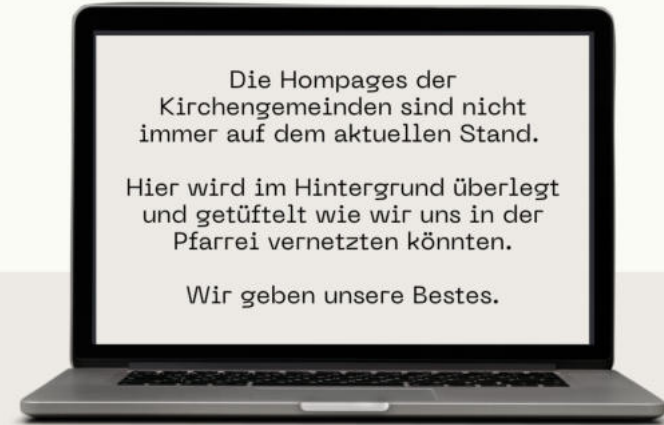 Die Hompages der
Kirchengemeinden sind nicht
immer auf dem aktuellen Stand.
Hier wird im Hintergrund überlegt
und getüftelt wie wir uns in der
Pfarrei vernetzten könnten.
Wir geben unsere Bestes.